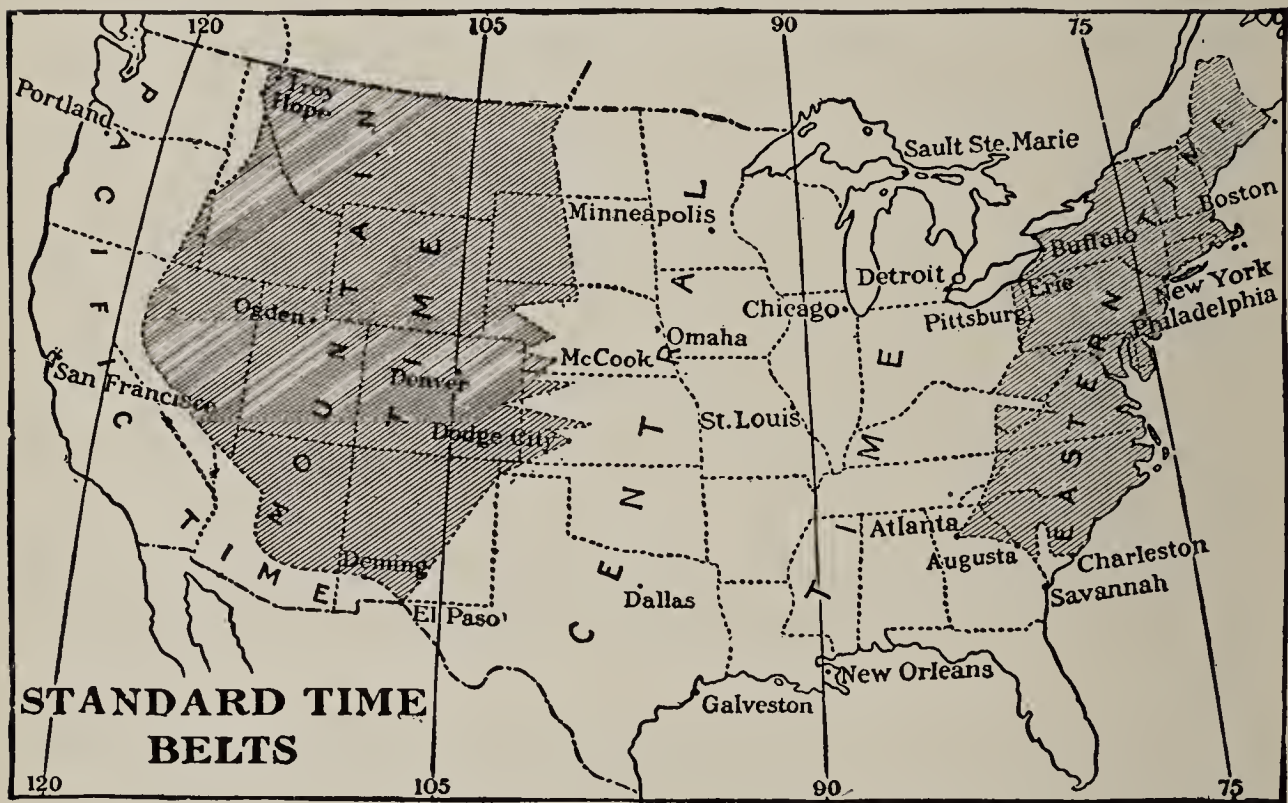 120
105
90
75
Troy
Hope
Portland
Sault Ste. Marie
Minneapolis
Boston
Buffalo
Detroit
Erie
New York
Ogden
Chicago
Pittsburg
Philadelphia
Omaha
McCook
San Francisco
Denver
St. Louis
Dodge City
Atlanta
Augusta
Charleston
Deming
Savannah
Dallas
El Paso
New Orleans
Galveston
PACIFIC TIME
MOUNTAIN TIME
CENTRAL TIME
EASTERN TIME
STANDARD TIME
BELTS
120
105
90
75